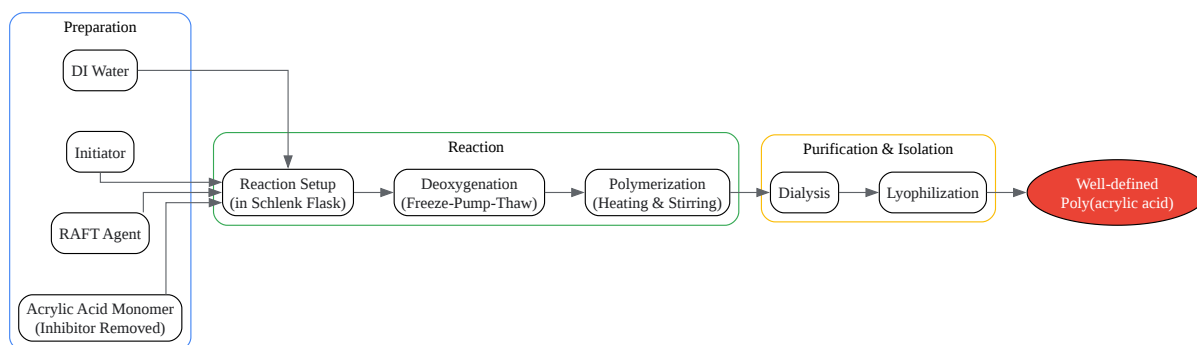 Preparation
DI Water
Initiator
RAFT Agent
Acrylic Acid Monomer
(Inhibitor Removed)
Reaction
Reaction Setup
(in Schlenk Flask)
Deoxygenation
(Freeze-Pump-Thaw)
Polymerization
(Heating & Stirring)
Purification & Isolation
Dialysis
Lyophilization
Well-defined
Poly(acrylic acid)